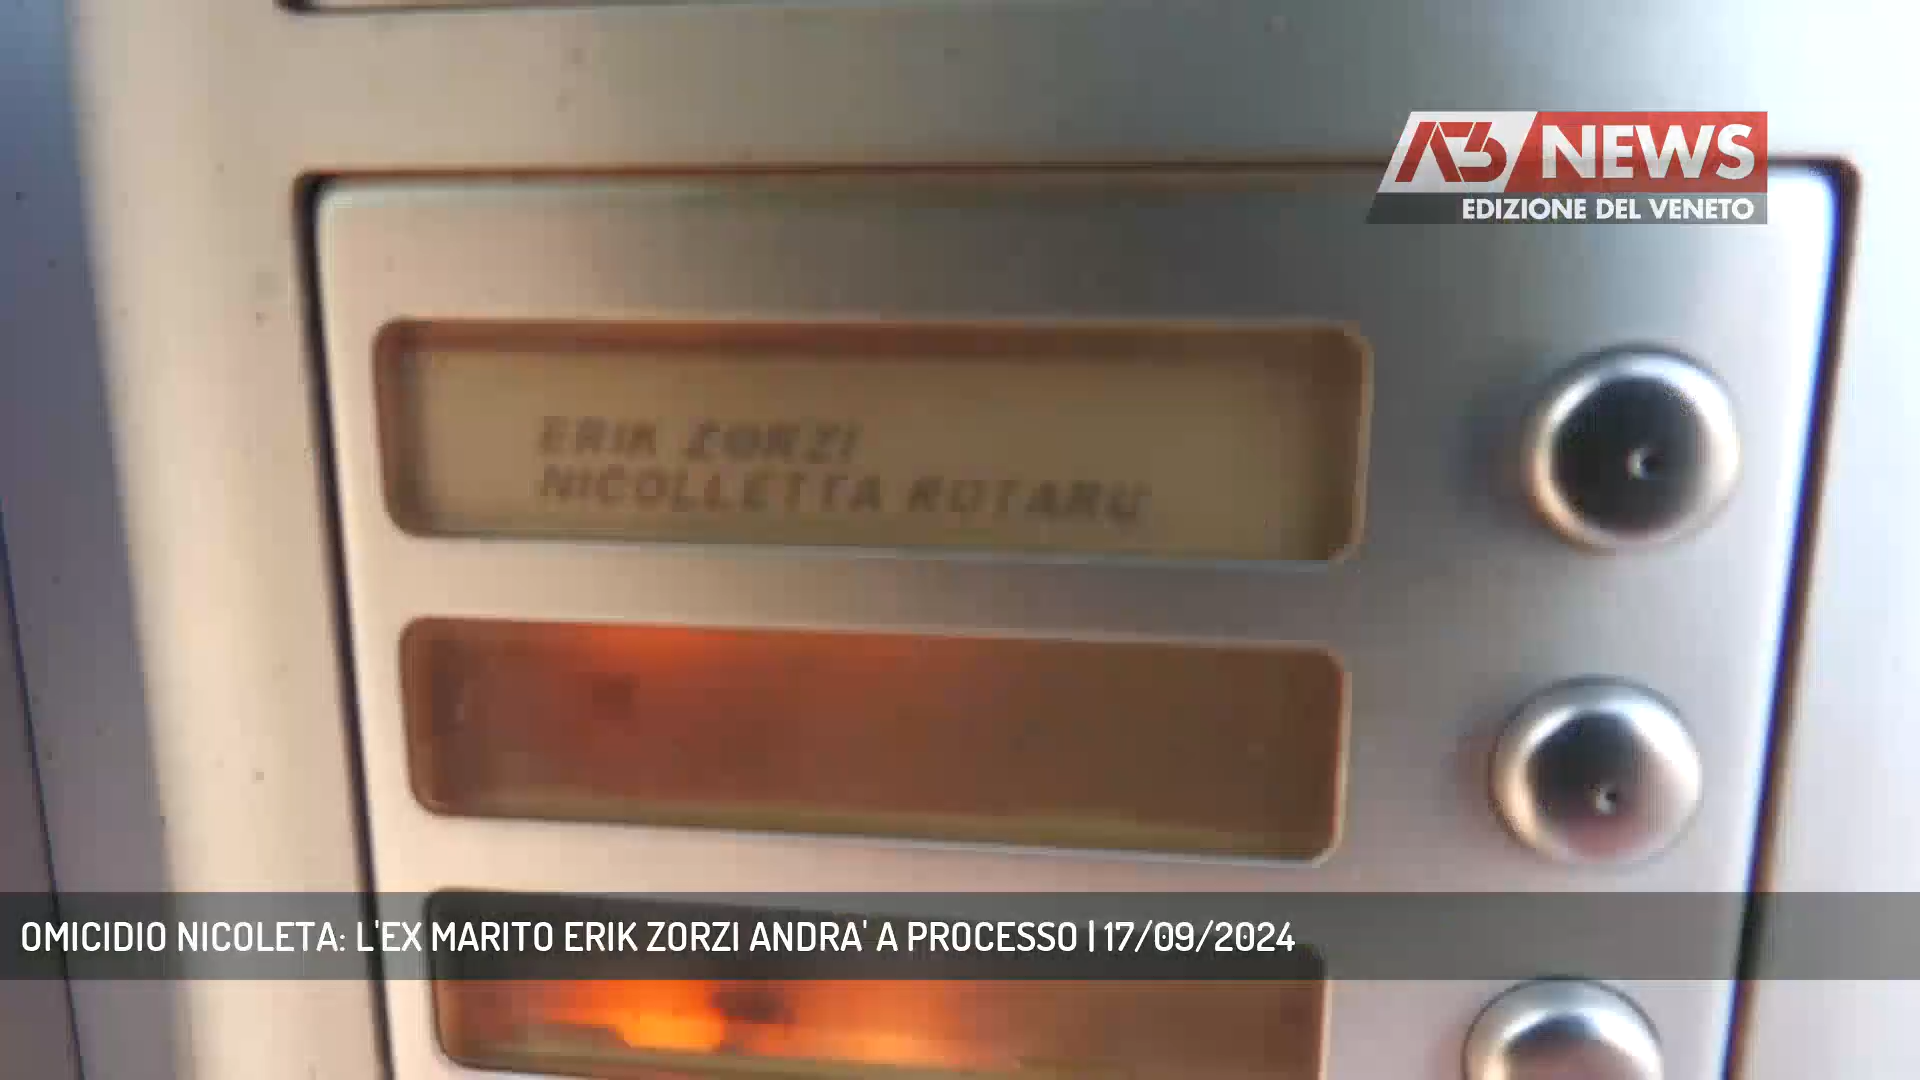 A3 NEWS
EDIZIONE DEL VENETO
ERIK ZORZI
NICOLLETTA ROTARU
OMICIDIO NICOLETA: L'EX MARITO ERIK ZORZI ANDRA' A PROCESSO | 17/09/2024